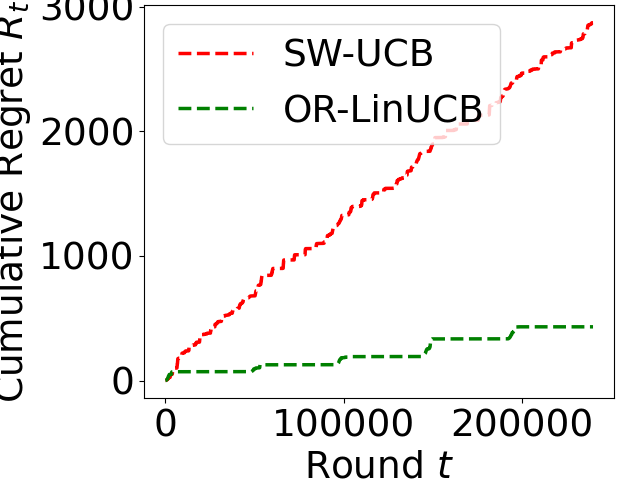 Cumulative Regret R_t
3000
2000
1000
0
SW-UCB
OR-LinUCB
0 100000 200000
Round t